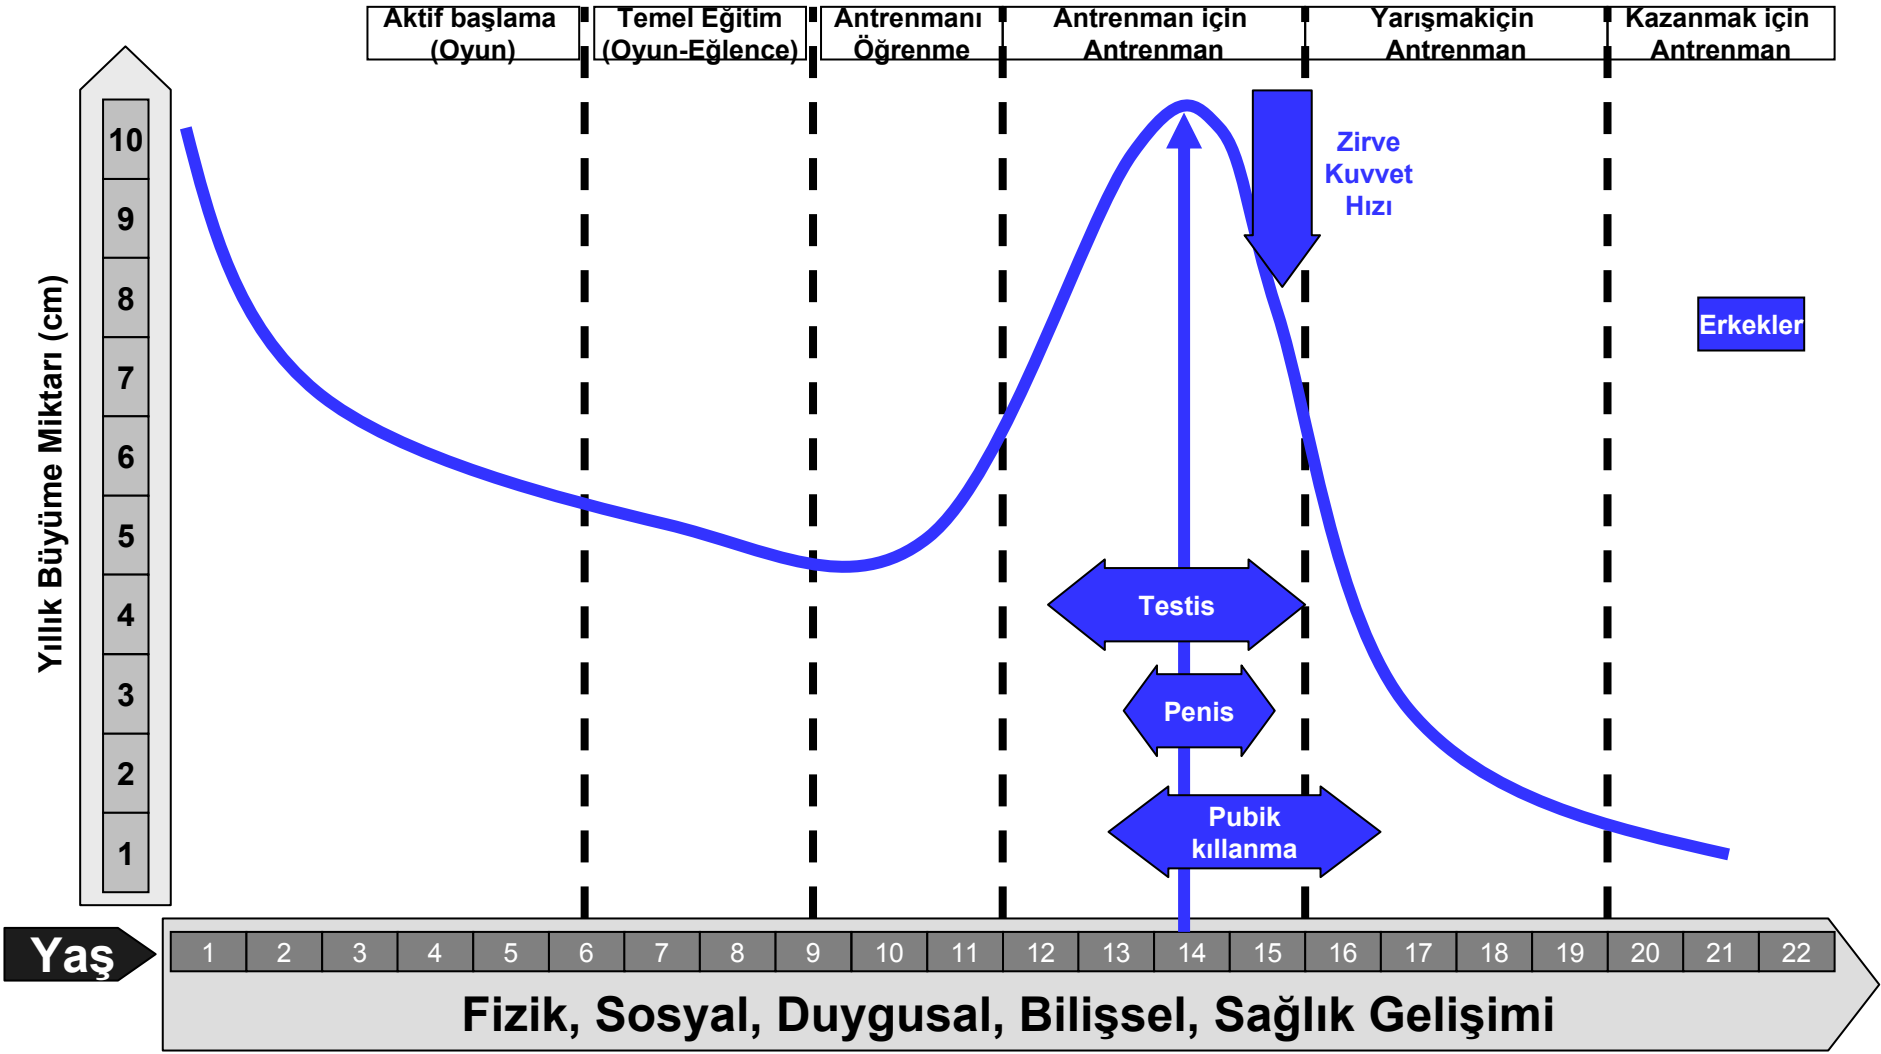 Aktif başlama
(Oyun)
Temel Eğitim
(Oyun-Eğlence)
Antrenmanı
Öğrenme
Antrenman için
Antrenman
Yarışmakiçin
Antrenman
Kazanmak için
Antrenman
Yıllık Büyüme Miktarı (cm)
10
9
8
7
6
5
4
3
2
1
Zirve
Kuvvet
Hızı
Erkekler
Testis
Penis
Pubik
kıllanma
Yaş
1 2 3 4 5 6 7 8 9 10 11 12 13 14 15 16 17 18 19 20 21 22
Fizik, Sosyal, Duygusal, Bilişsel, Sağlık Gelişimi